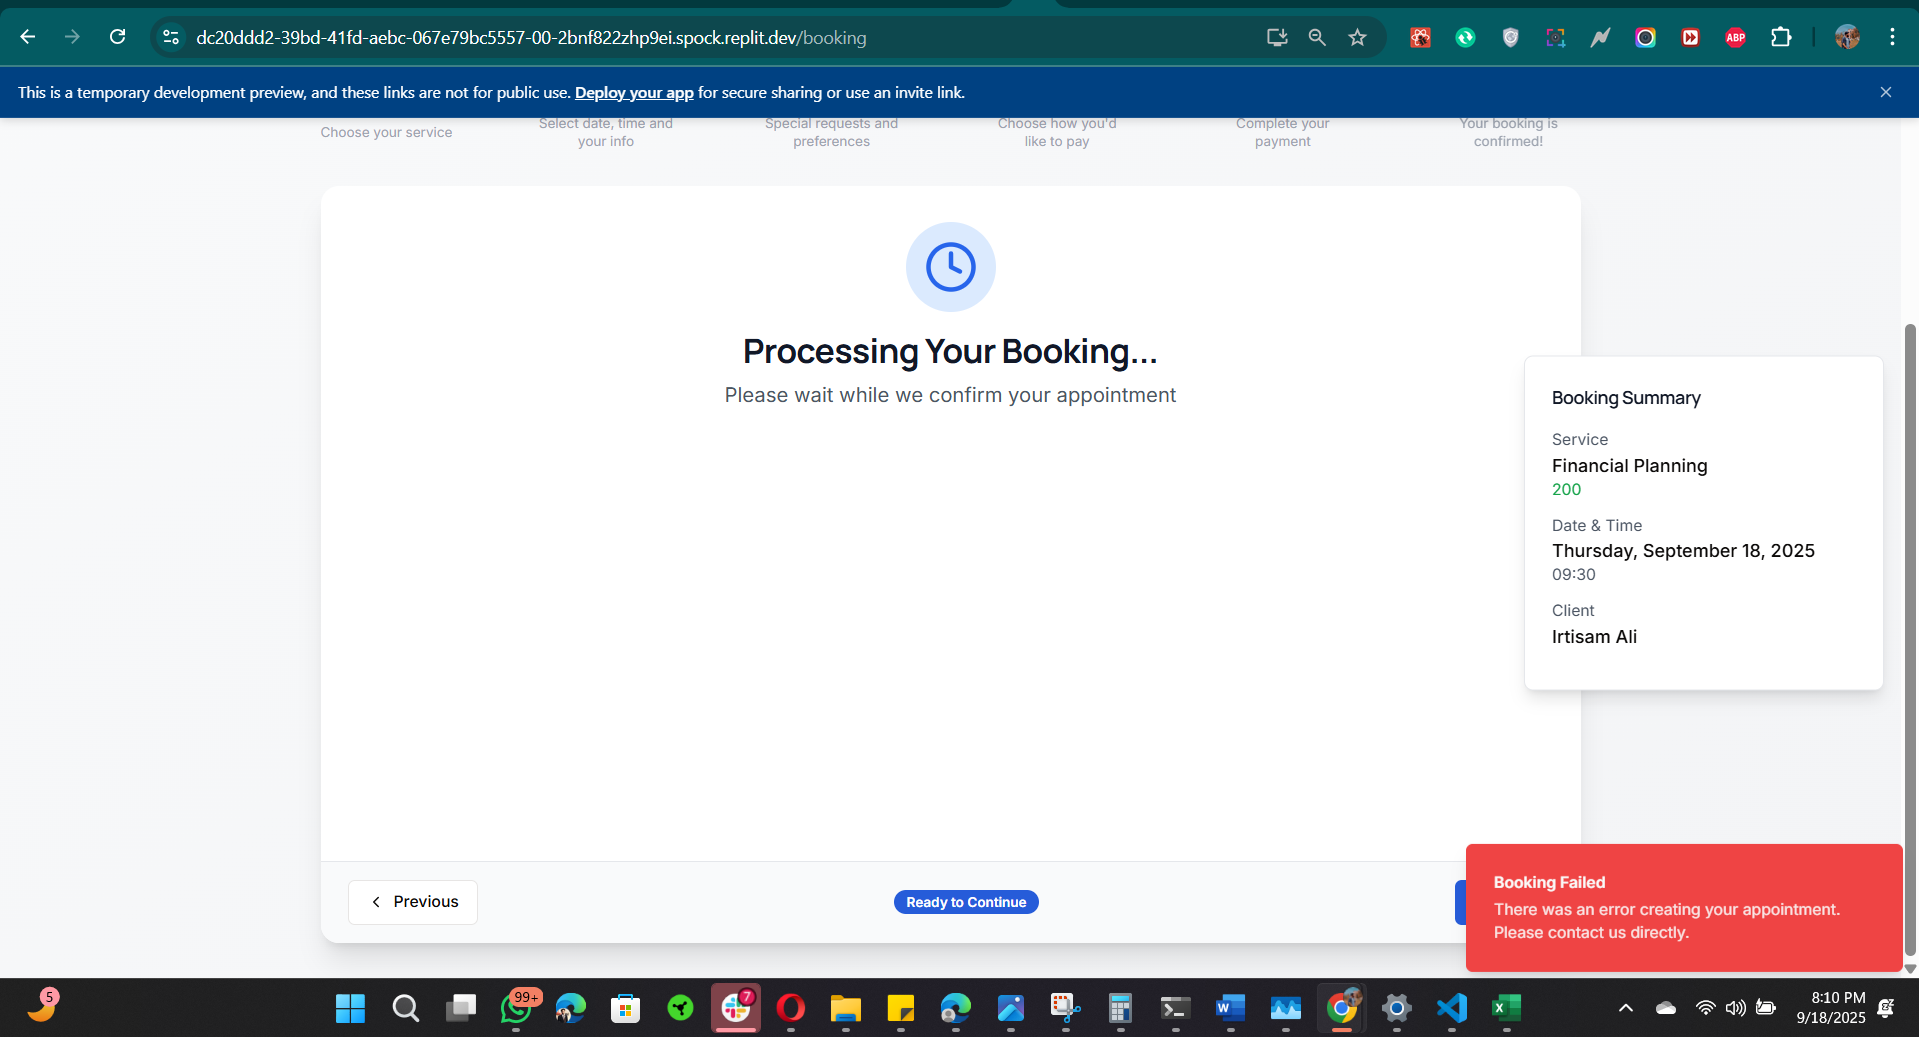 dc20ddd2-39bd-41fd-aebc-067e79bc5557-00-2bnf822zhp9ei.spock.replit.dev/booking
ABP
This is a temporary development preview, and these links are not for public use. Deploy your app for secure sharing or use an invite link.
Choose your service
Select date, time and
your info
Special requests and
preferences
Choose how you'd
like to pay
Complete your
payment
Your booking is
confirmed!
Processing Your Booking...
Please wait while we confirm your appointment
Booking Summary
Service
Financial Planning
200
Date & Time
Thursday, September 18, 2025
09:30
Client
Irtisam Ali
Previous
Ready to Continue
Booking Failed
There was an error creating your appointment.
Please contact us directly.
5
99+
7
8:10 PM
9/18/2025